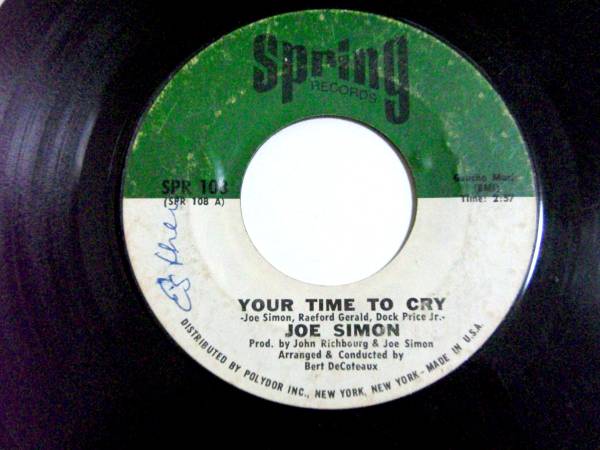 Spring
RECORDS
SPR 108
(SPR 108 A)
Gaucho Music
(BMI)
Time: 2:57
YOUR TIME TO CRY
-Joe Simon, Raeford Gerald, Dock Price Jr.-
JOE SIMON
Prod. by John Richbourg & Joe Simon
Arranged & Conducted by
Bert DeCoteaux
DISTRIBUTED BY POLYDOR INC., NEW YORK, NEW YORK - MADE IN U.S.A.